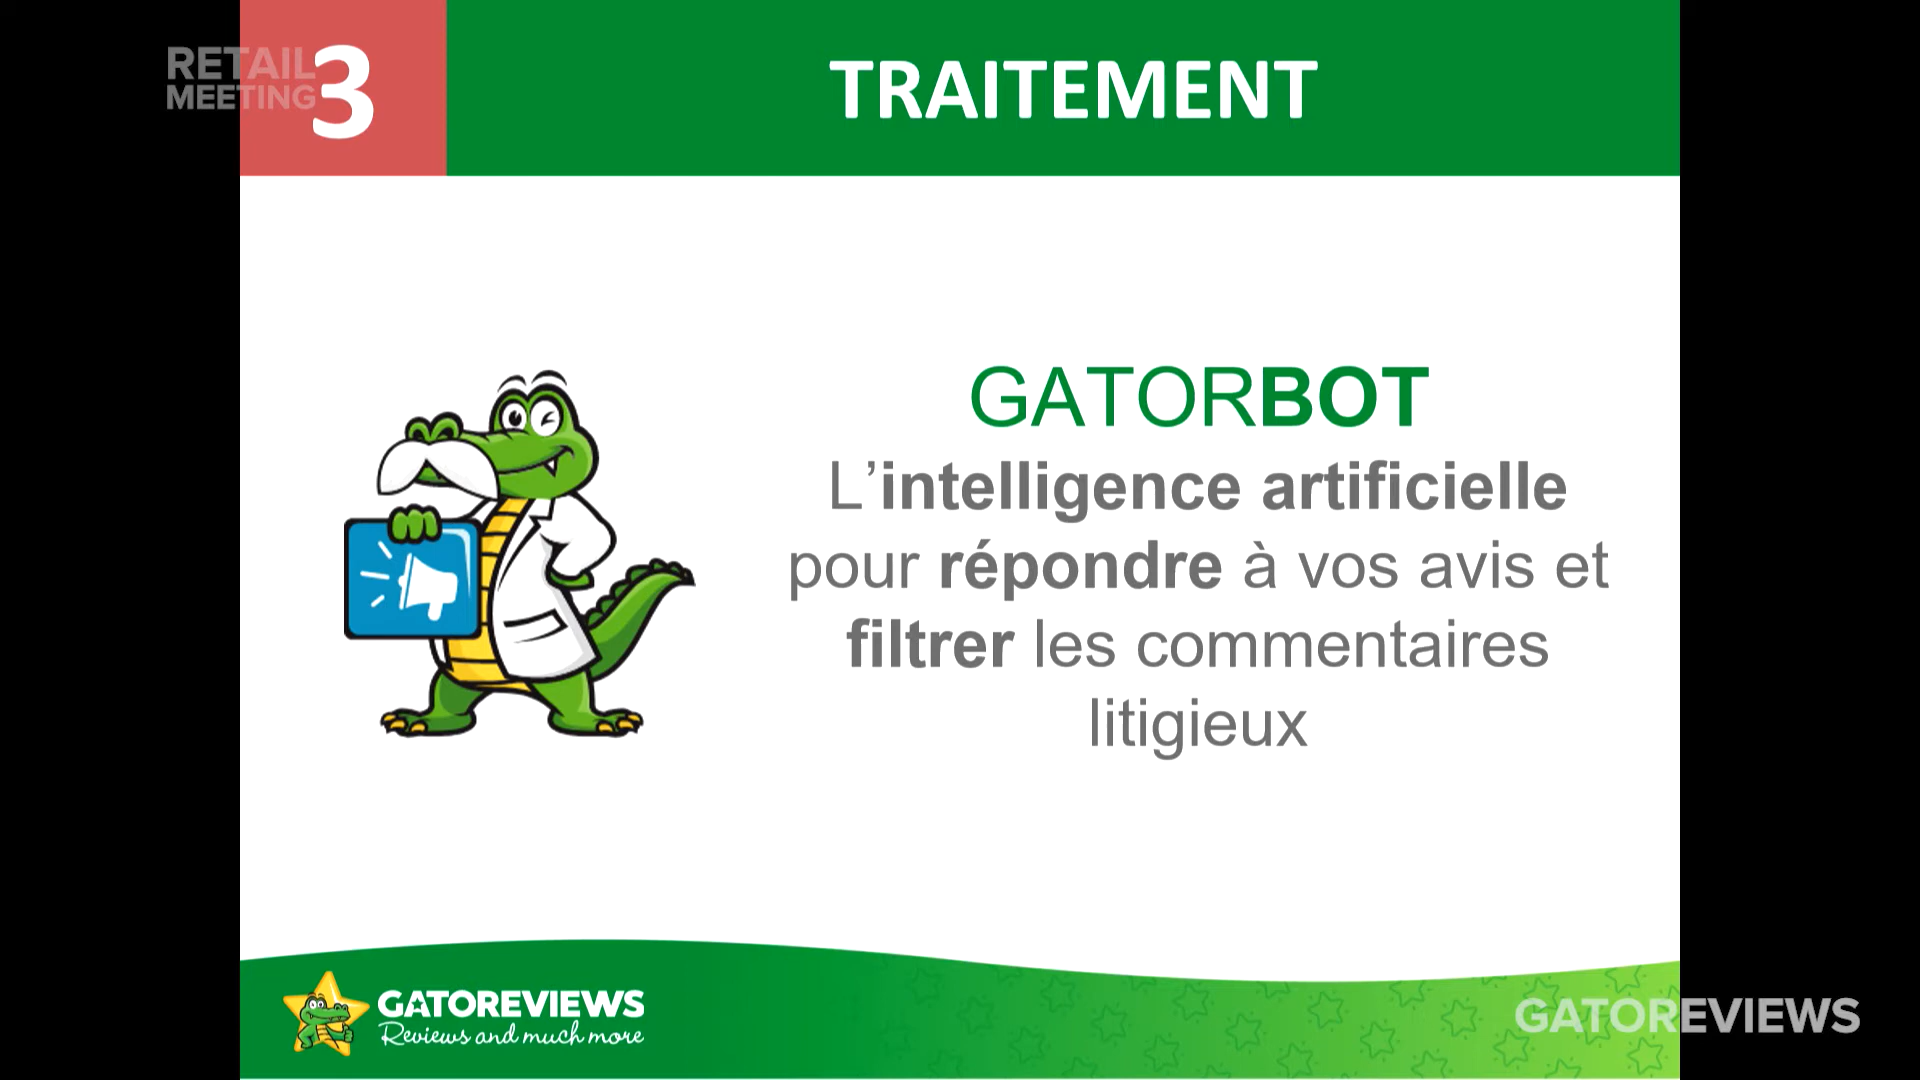 RETAIL
MEETING
3
TRAITEMENT
GATORBOT
L’intelligence artificielle
pour répondre à vos avis et
filtrer les commentaires
litigieux
GATOREVIEWS
Reviews and much more
GATOREVIEWS